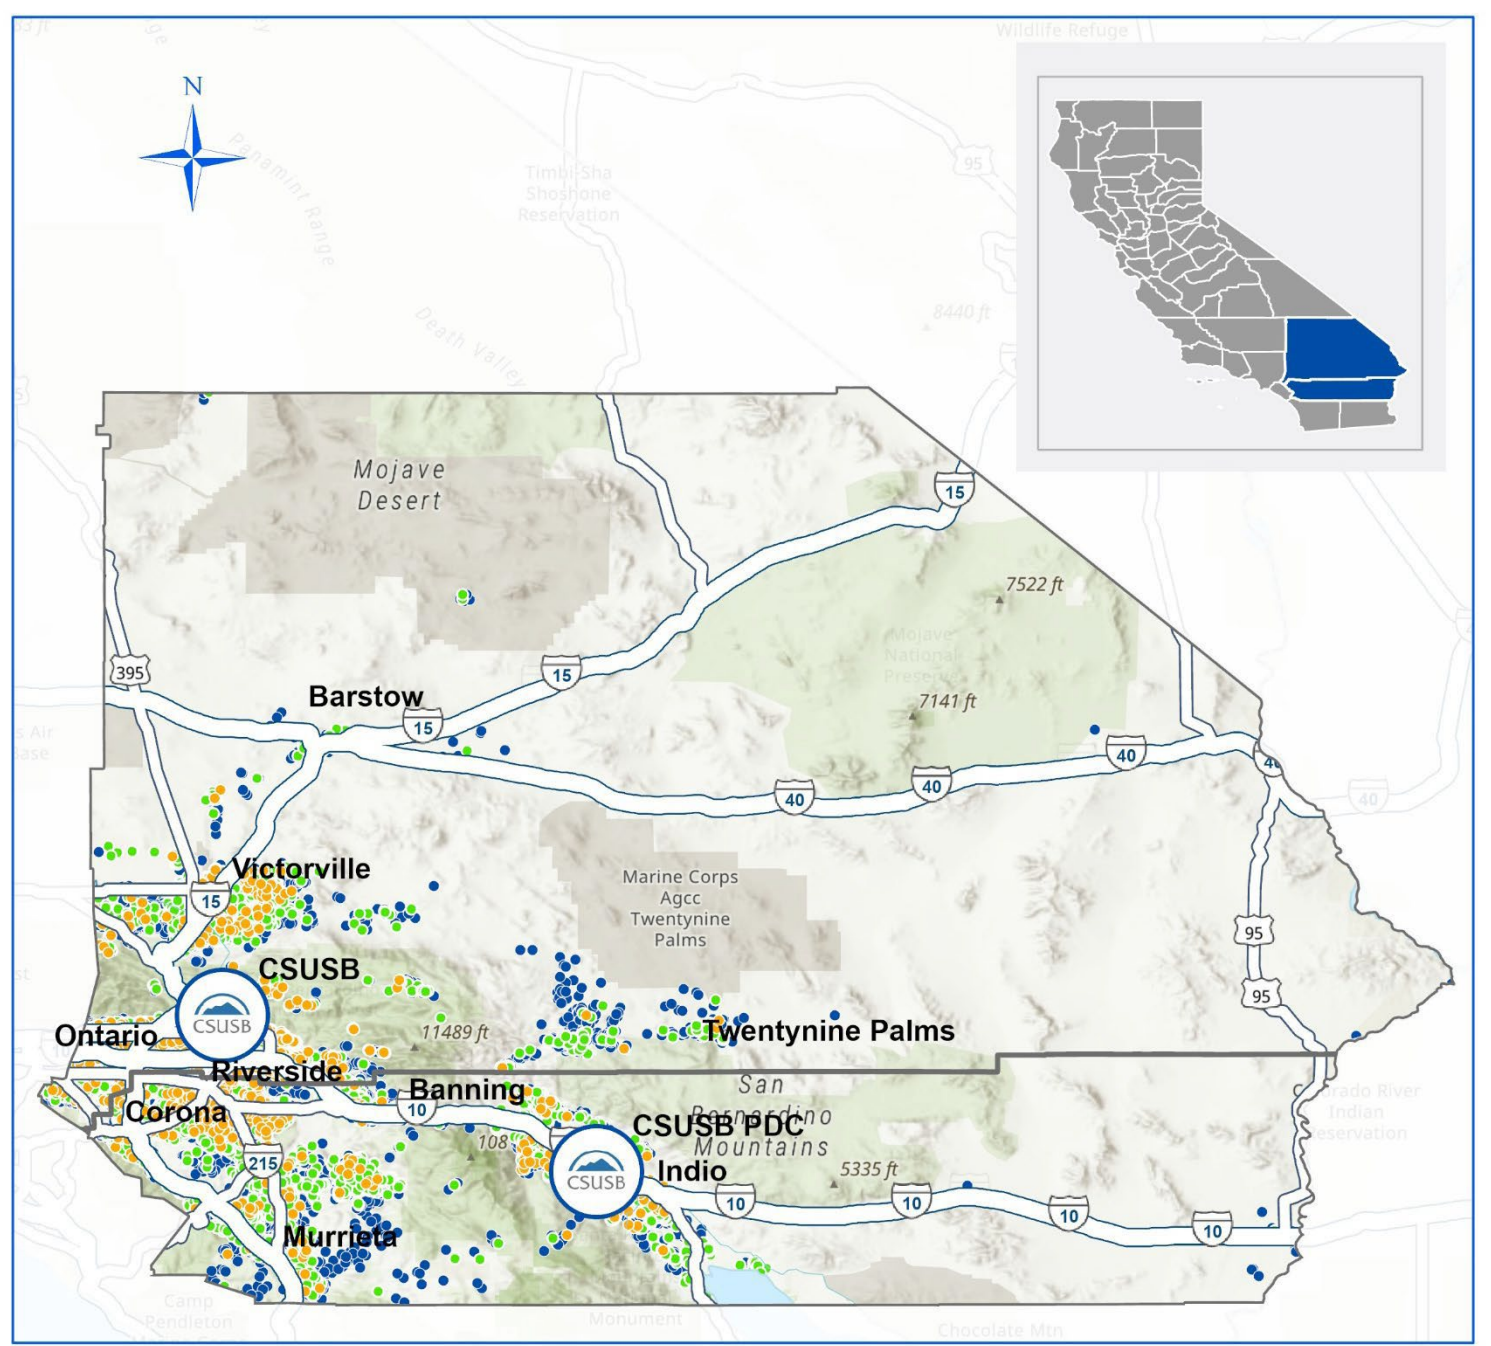 Wildlife Refuge
N
95
Panamint Range
Timbi-Sha
Shoshone
Reservation
8440 ft
Death Valley
Mojave
Desert
15
7522 ft
Mojave
National
Preserve
395
15
7141 ft
Barstow
15
40
40
40
40
40
Victorville
15
Marine Corps
Agcc
Twentynine
Palms
95
CSUSB
CSUSB
95
Ontario
11489 ft
Twentynine Palms
Riverside
Banning
San
Bernardino
Mountains
Corona
10
CSUSB PDC
108
215
CSUSB
Indio
5335 ft
10
10
10
10
Murrieta
Indian
Camp
Pendleton
Monument
Chocolate Mtn